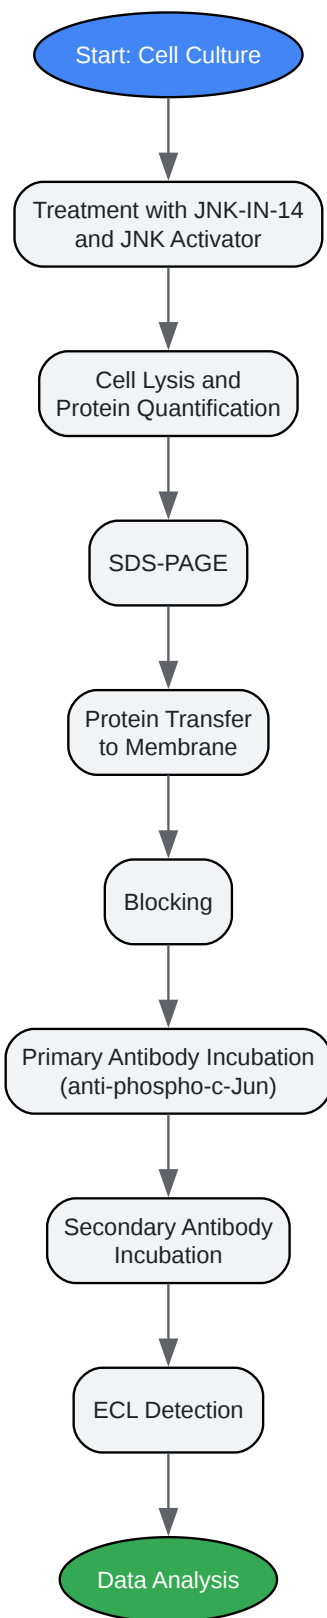 Start: Cell Culture
Treatment with JNK-IN-14
and JNK Activator
Cell Lysis and
Protein Quantification
SDS-PAGE
Protein Transfer
to Membrane
Blocking
Primary Antibody Incubation
(anti-phospho-c-Jun)
Secondary Antibody
Incubation
ECL Detection
Data Analysis